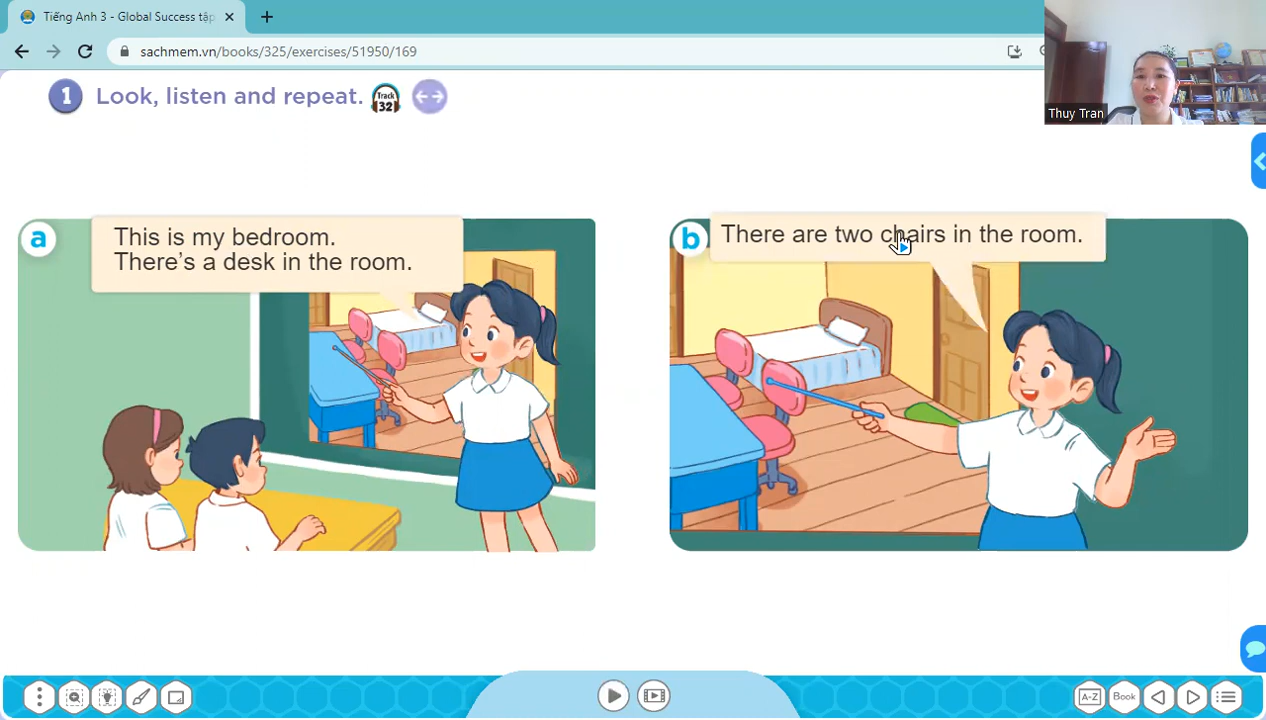 Tiếng Anh 3 - Global Success tập
sachmem.vn/books/325/exercises/51950/169
Thuy Tran
1 Look, listen and repeat. Track 32
a
This is my bedroom.
There's a desk in the room.
b
There are two chairs in the room.
A-Z
Book